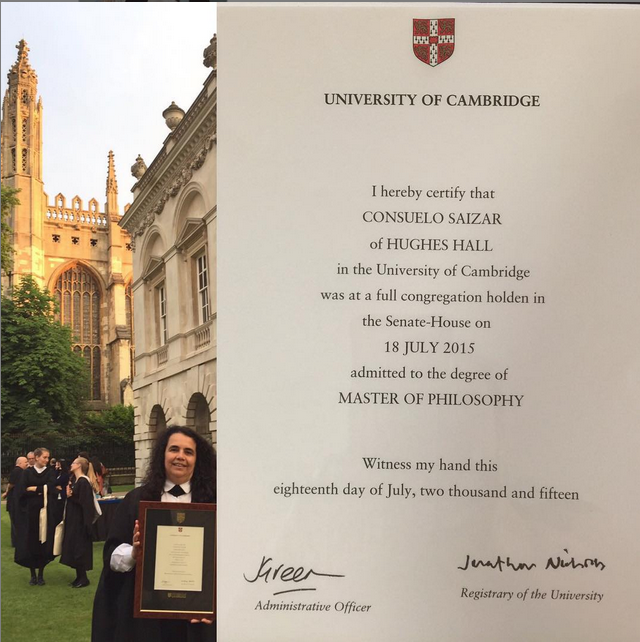 UNIVERSITY OF CAMBRIDGE
I hereby certify that
CONSUELO SAIZAR
of HUGHES HALL
in the University of Cambridge
was at a full congregation holden in
the Senate-House on
18 JULY 2015
admitted to the degree of
MASTER OF PHILOSOPHY
Witness my hand this
eighteenth day of July, two thousand and fifteen
Jonathan Nicholls
Administrative Officer
Registrary of the University